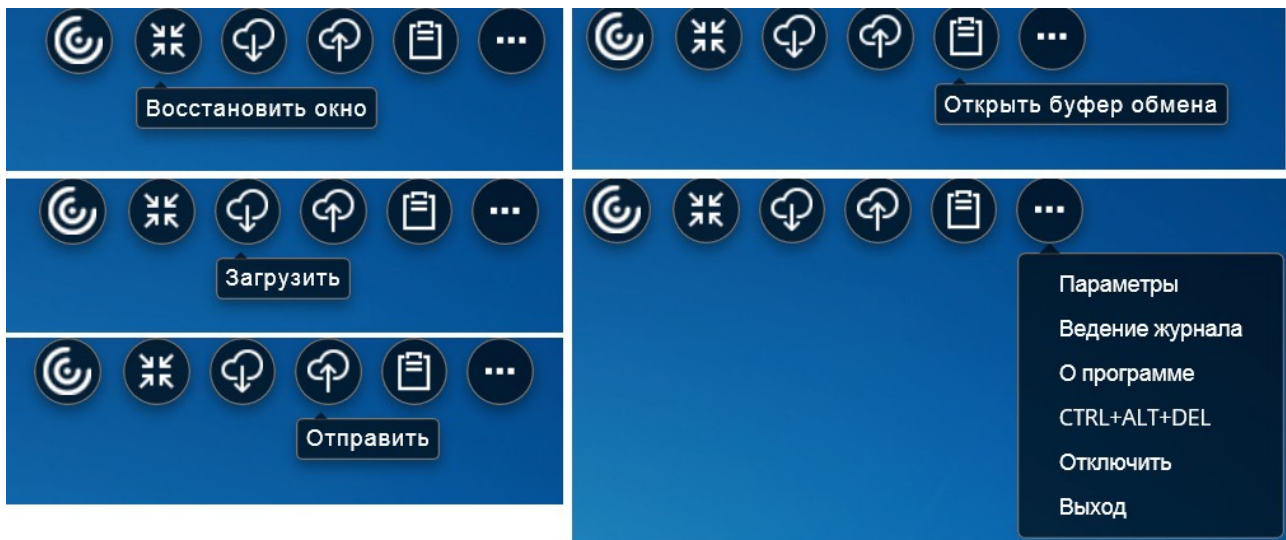 Восстановить окно
Загрузить
Отправить
Открыть буфер обмена
Параметры
Ведение журнала
О программе
CTRL+ALT+DEL
Отключить
Выход